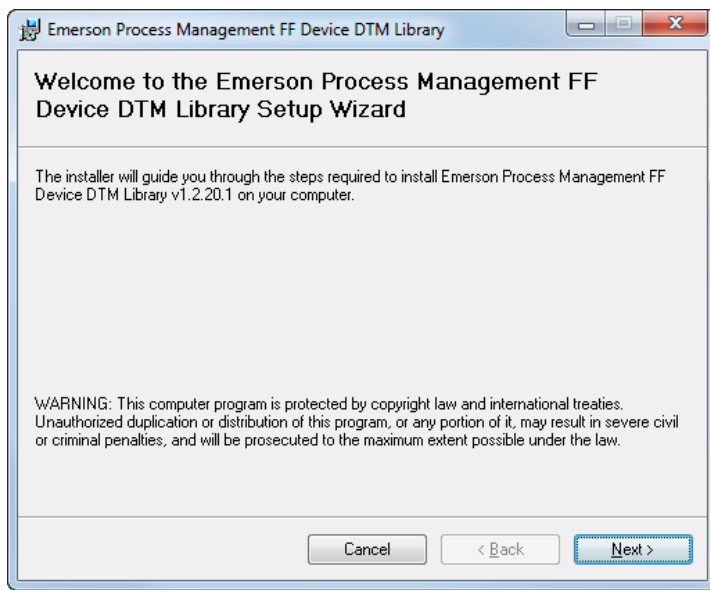 Emerson Process Management FF Device DTM Library
Welcome to the Emerson Process Management FF
Device DTM Library Setup Wizard
The installer will guide you through the steps required to install Emerson Process Management FF
Device DTM Library v1.2.20.1 on your computer.
WARNING: This computer program is protected by copyright law and international treaties.
Unauthorized duplication or distribution of this program, or any portion of it, may result in severe civil
or criminal penalties, and will be prosecuted to the maximum extent possible under the law.
Cancel < Back Next >